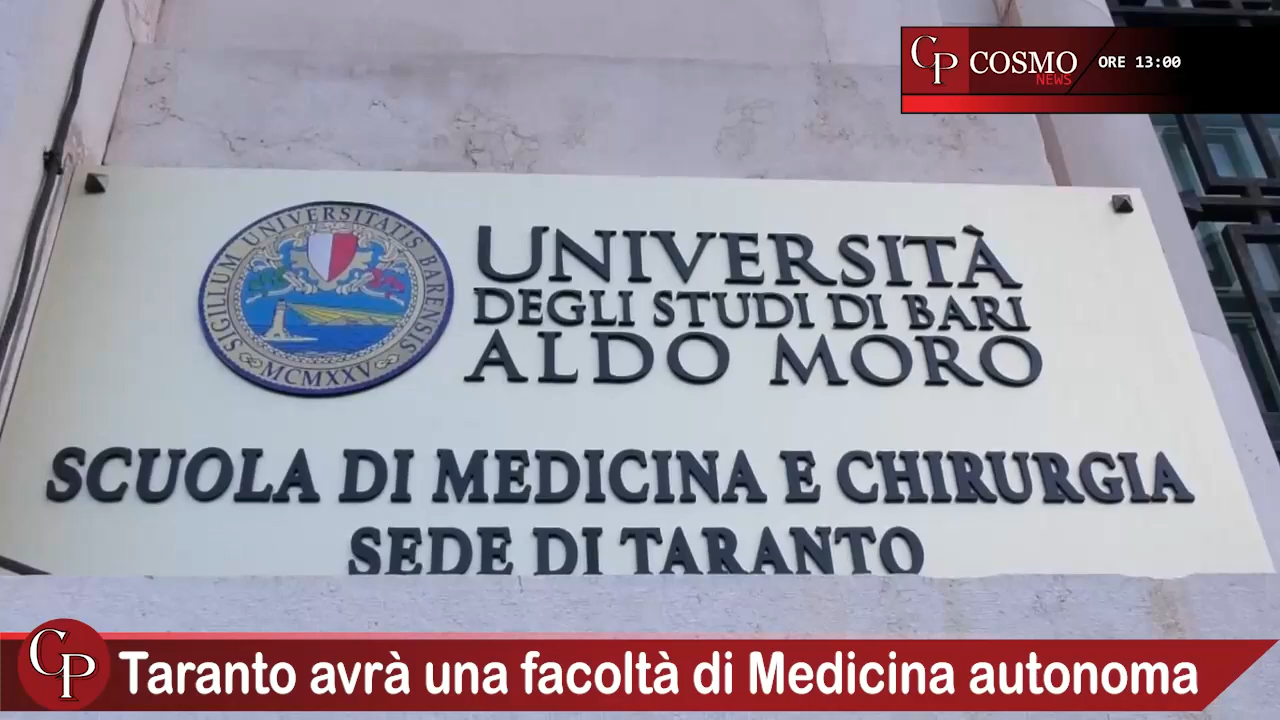 CP COSMO NEWS ORE 13:00
SIGILLUM UNIVERSITATIS BARENSIS
MCMXXV
UNIVERSITÀ
DEGLI STUDI DI BARI
ALDO MORO
SCUOLA DI MEDICINA E CHIRURGIA
SEDE DI TARANTO
CP Taranto avrà una facoltà di Medicina autonoma